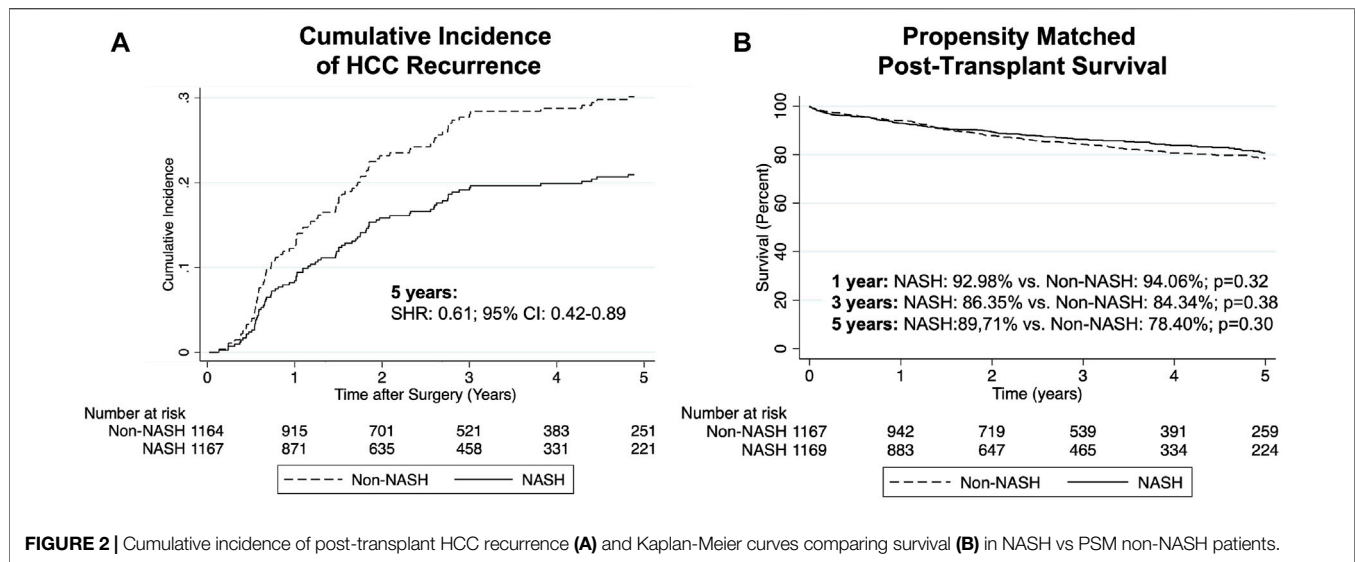 A
Cumulative Incidence
of HCC Recurrence
Cumulative Incidence
.3
.2
.1
0
5 years:
SHR: 0.61; 95% CI: 0.42-0.89
0 1 2 3 4 5
Time after Surgery (Years)
Number at risk
Non-NASH 1164 915 701 521 383 251
NASH 1167 871 635 458 331 221
Non-NASH NASH
B
Propensity Matched
Post-Transplant Survival
Survival (Percent)
100
80
60
40
20
0
1 year: NASH: 92.98% vs. Non-NASH: 94.06%; p=0.32
3 years: NASH: 86.35% vs. Non-NASH: 84.34%; p=0.38
5 years: NASH:89,71% vs. Non-NASH: 78.40%; p=0.30
0 1 2 3 4 5
Time (years)
Number at risk
Non-NASH 1167 942 719 539 391 259
NASH 1169 883 647 465 334 224
Non-NASH NASH
FIGURE 2 | Cumulative incidence of post-transplant HCC recurrence (A) and Kaplan-Meier curves comparing survival (B) in NASH vs PSM non-NASH patients.